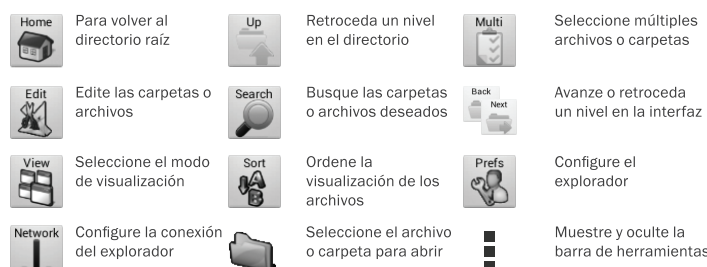 Home
Para volver al
directorio raíz
Up
Retroceda un nivel
en el directorio
Multi
Seleccione múltiples
archivos o carpetas
Edit
Edite las carpetas o
archivos
Search
Busque las carpetas
o archivos deseados
Back
Next
Avanze o retroceda
un nivel en la interfaz
View
Seleccione el modo
de visualización
Sort
Ordene la
visualización de los
archivos
Prefs
Configure el
explorador
Network
Configure la conexión
del explorador
Seleccione el archivo
o carpeta para abrir
Muestre y oculte la
barra de herramientas